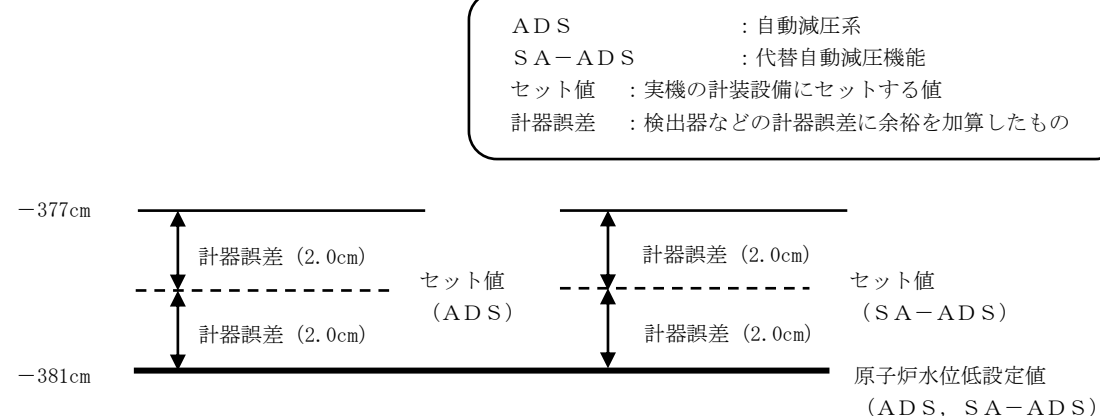 ＡＤＳ　：自動減圧系
ＳＡ－ＡＤＳ　：代替自動減圧機能
セット値　：実機の計装設備にセットする値
計器誤差　：検出器などの計器誤差に余裕を加算したもの
－377cm
計器誤差 (2.0cm)
計器誤差 (2.0cm)
セット値
（ＡＤＳ）
セット値
（ＳＡ－ＡＤＳ）
計器誤差 (2.0cm)
計器誤差 (2.0cm)
－381cm
原子炉水位低設定値
（ＡＤＳ，ＳＡ－ＡＤＳ）